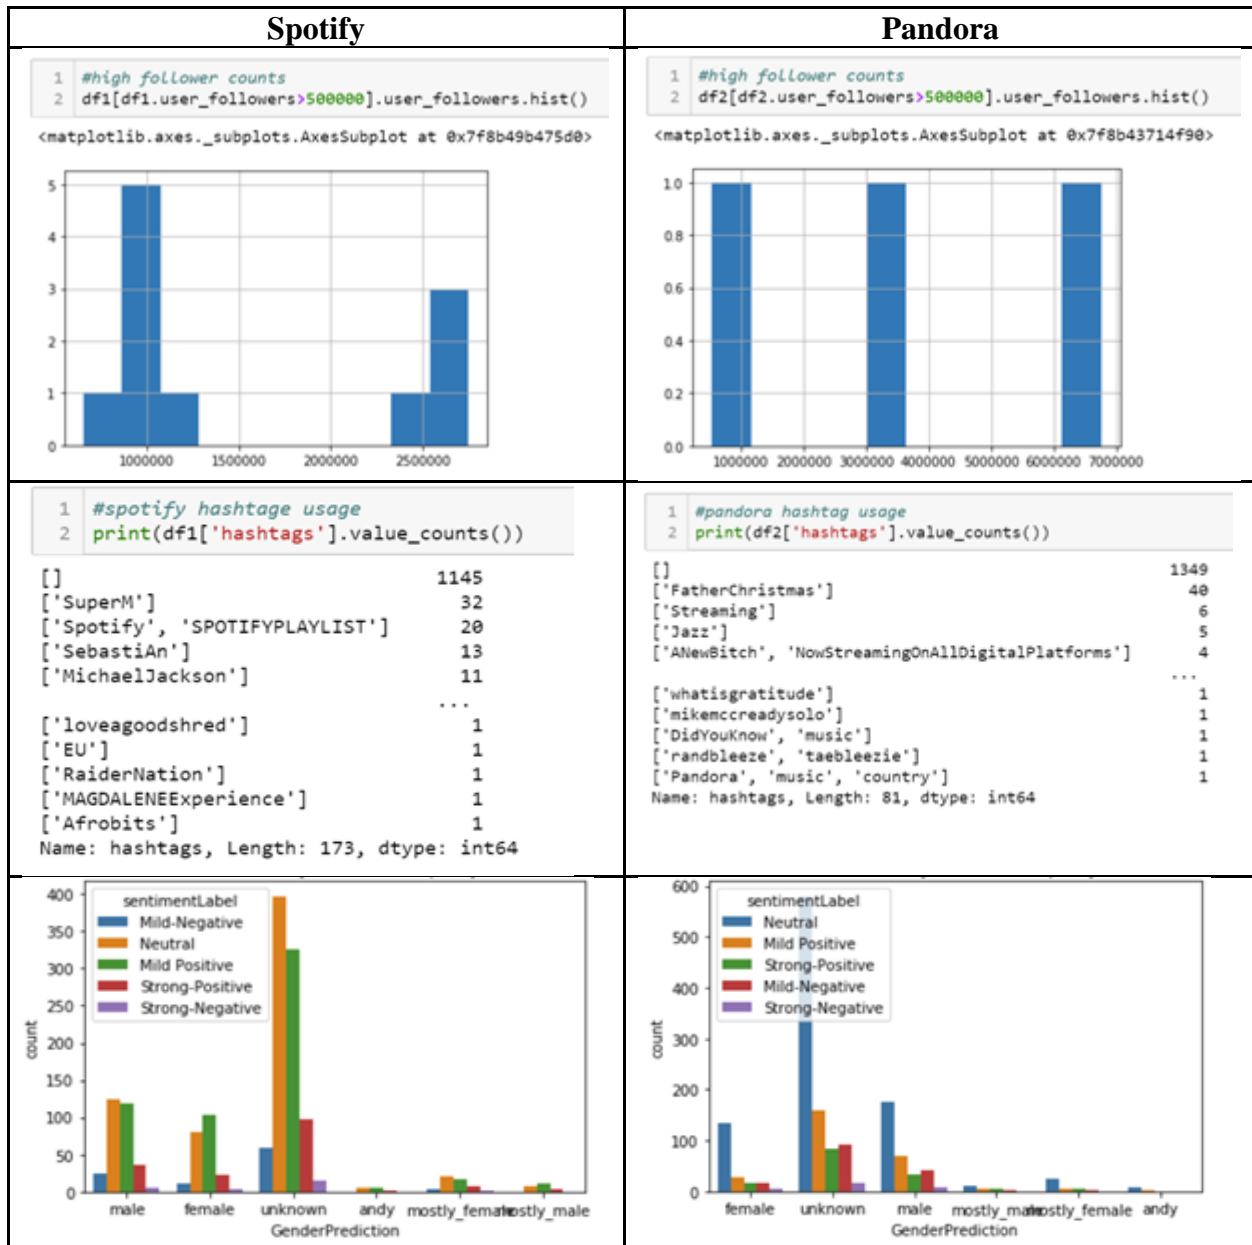 Spotify
Pandora
1 #high follower counts
2 df1[df1.user_followers>500000].user_followers.hist()
<matplotlib.axes._subplots.AxesSubplot at 0x7f8b49b475d0>
5
4
3
2
1
0
1000000 1500000 2000000 2500000
1 #high follower counts
2 df2[df2.user_followers>500000].user_followers.hist()
<matplotlib.axes._subplots.AxesSubplot at 0x7f8b43714f90>
1.0
0.8
0.6
0.4
0.2
0.0
1000000 2000000 3000000 4000000 5000000 6000000 7000000
1 #spotify hashtage usage
2 print(df1['hashtags'].value_counts())
[] 1145
['SuperM'] 32
['Spotify', 'SPOTIFYPLAYLIST'] 20
['SebastiAn'] 13
['MichaelJackson'] 11
...
['loveagoodshred'] 1
['EU'] 1
['RaiderNation'] 1
['MAGDALENEExperience'] 1
['Afrobits'] 1
Name: hashtags, Length: 173, dtype: int64
1 #pandora hashtag usage
2 print(df2['hashtags'].value_counts())
[] 1349
['FatherChristmas'] 40
['Streaming'] 6
['Jazz'] 5
['ANewBitch', 'NowStreamingOnAllDigitalPlatforms'] 4
...
['whatisgratitude'] 1
['mikemccreadysolo'] 1
['DidYouKnow', 'music'] 1
['randbleeze', 'taebleezie'] 1
['Pandora', 'music', 'country'] 1
Name: hashtags, Length: 81, dtype: int64
400
350
300
250
200
150
100
50
0
count
sentimentLabel
Mild-Negative
Neutral
Mild Positive
Strong-Positive
Strong-Negative
male female unknown andy mostly_female mostly_male
GenderPrediction
600
500
400
300
200
100
0
count
sentimentLabel
Neutral
Mild Positive
Strong-Positive
Mild-Negative
Strong-Negative
female unknown male mostly_male mostly_female andy
GenderPrediction